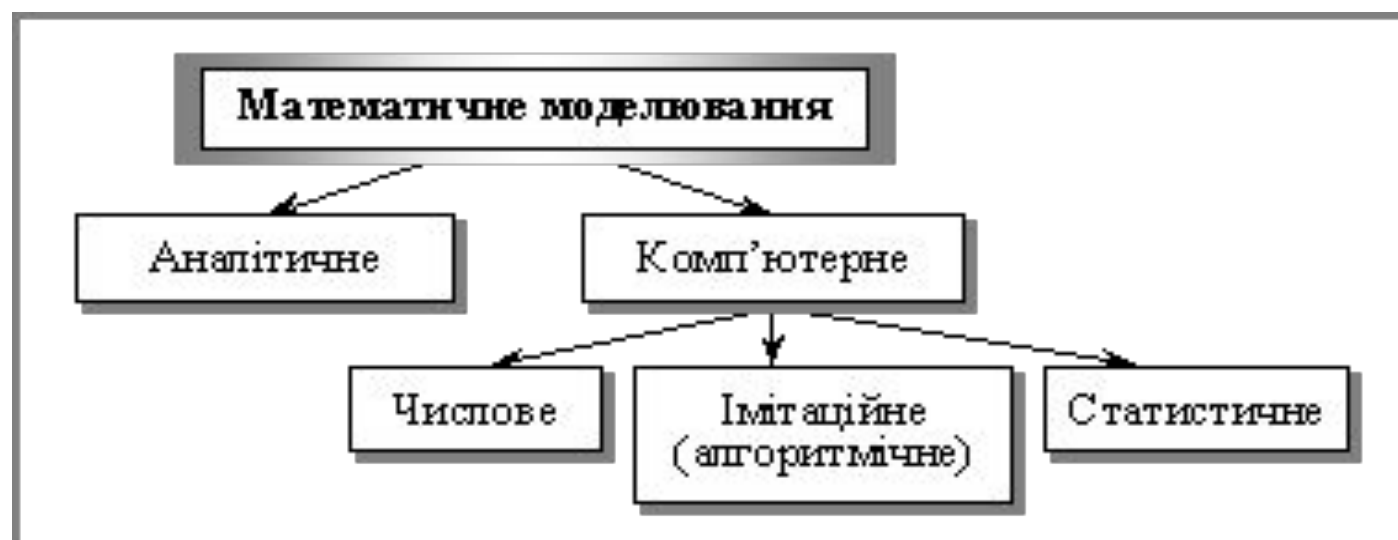 Математичне моделювання
Аналітичне
Комп’ютерне
Числове
Імітаційне
(алгоритмічне)
Статистичне